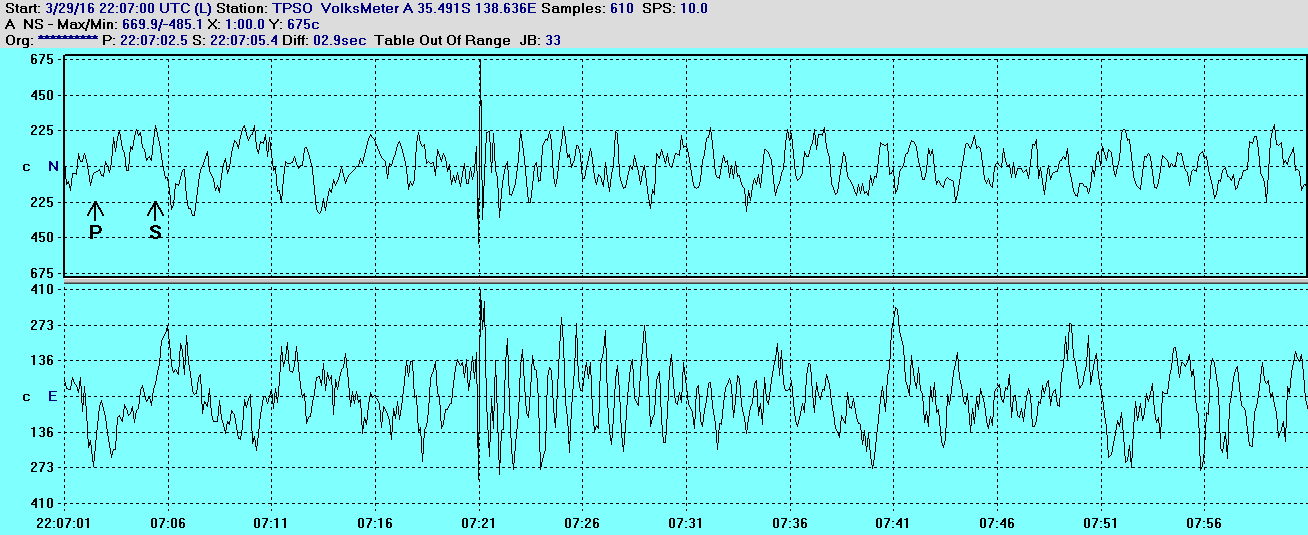 Start: 3/29/16 22:07:00 UTC (L) Station: TPSO VolksMeter A 35.491S 138.636E Samples: 610 SPS: 10.0
A NS - Max/Min: 669.9/-485.1 X: 1:00.0 Y: 675c
Org: ********** P: 22:07:02.5 S: 22:07:05.4 Diff: 02.9sec Table Out Of Range JB: 33
675
450
225
c N
225
P S
450
675
410
273
136
c E
136
273
410
22:07:01 07:06 07:11 07:16 07:21 07:26 07:31 07:36 07:41 07:46 07:51 07:56